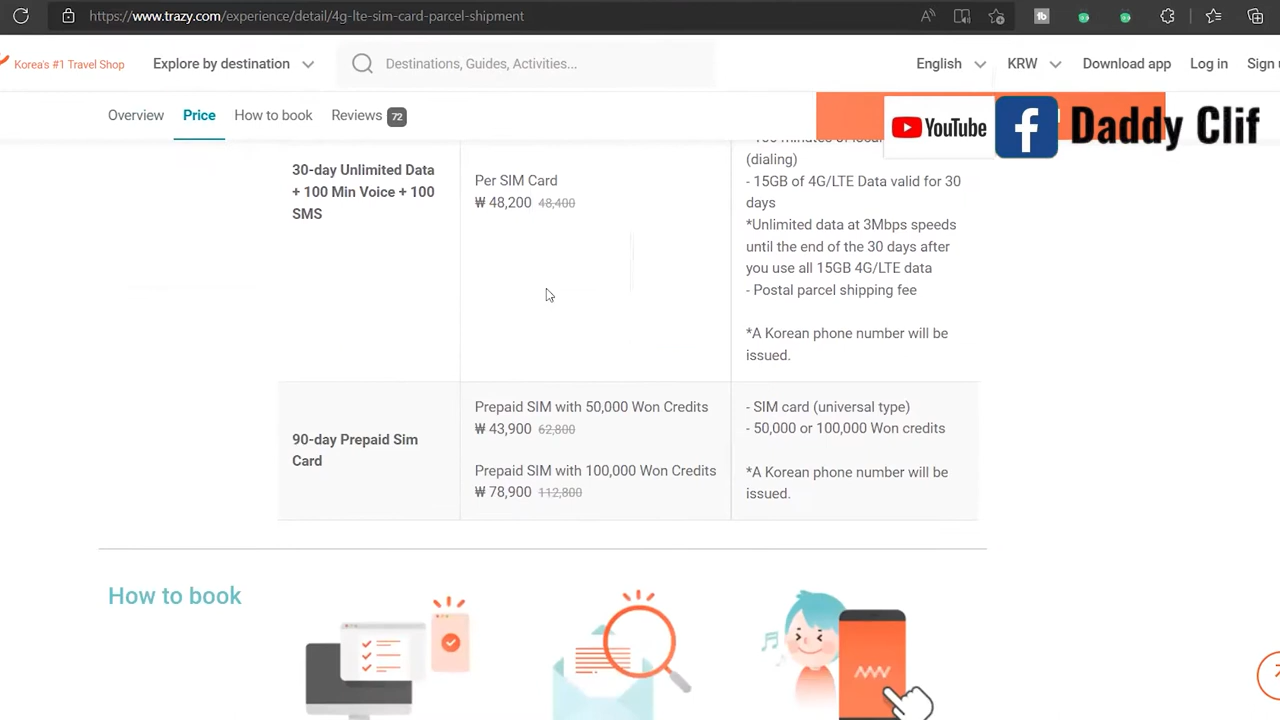 https://www.trazy.com/experience/detail/4g-lte-sim-card-parcel-shipment
Korea's #1 Travel Shop
Explore by destination
Destinations, Guides, Activities...
English
KRW
Download app
Log in
Sign
Overview
Price
How to book
Reviews 72
YouTube
Daddy Clif
30-day Unlimited Data
+ 100 Min Voice + 100
SMS
Per SIM Card
₩ 48,200 48,400
(dialing)
- 15GB of 4G/LTE Data valid for 30
days
*Unlimited data at 3Mbps speeds
until the end of the 30 days after
you use all 15GB 4G/LTE data
- Postal parcel shipping fee
*A Korean phone number will be
issued.
90-day Prepaid Sim
Card
Prepaid SIM with 50,000 Won Credits
₩ 43,900 62,800
Prepaid SIM with 100,000 Won Credits
₩ 78,900 112,800
- SIM card (universal type)
- 50,000 or 100,000 Won credits
*A Korean phone number will be
issued.
How to book